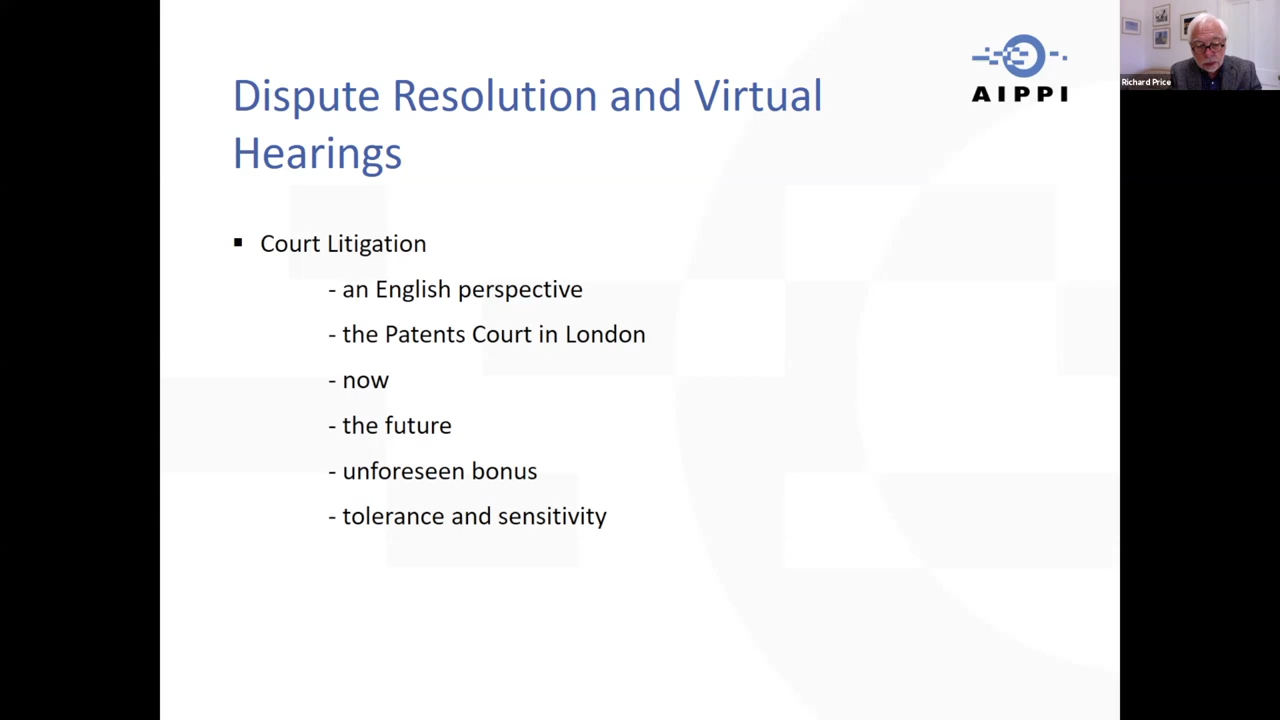 AIPPI
Richard Price
Dispute Resolution and Virtual
Hearings
▪ Court Litigation
- an English perspective
- the Patents Court in London
- now
- the future
- unforeseen bonus
- tolerance and sensitivity